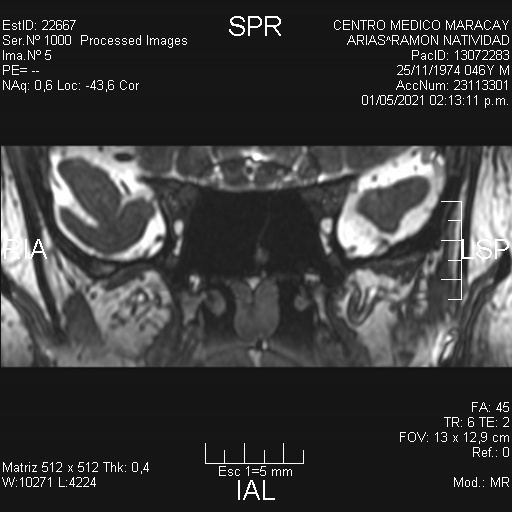 EstID: 22667
Ser.Nº 1000 Processed Images
Ima.Nº 5
PE= --
NAq: 0,6 Loc: -43,6 Cor
SPR
CENTRO MEDICO MARACAY
ARIAS^RAMON NATIVIDAD
PacID: 13072283
25/11/1974 046Y M
AccNum: 23113301
01/05/2021 02:13:11 p.m.
RIA
LSP
FA: 45
TR: 6 TE: 2
FOV: 13 x 12,9 cm
Ref.: 0
Matriz 512 x 512 Thk: 0,4
W:10271 L:4224
Esc 1=5 mm
IAL
Mod.: MR